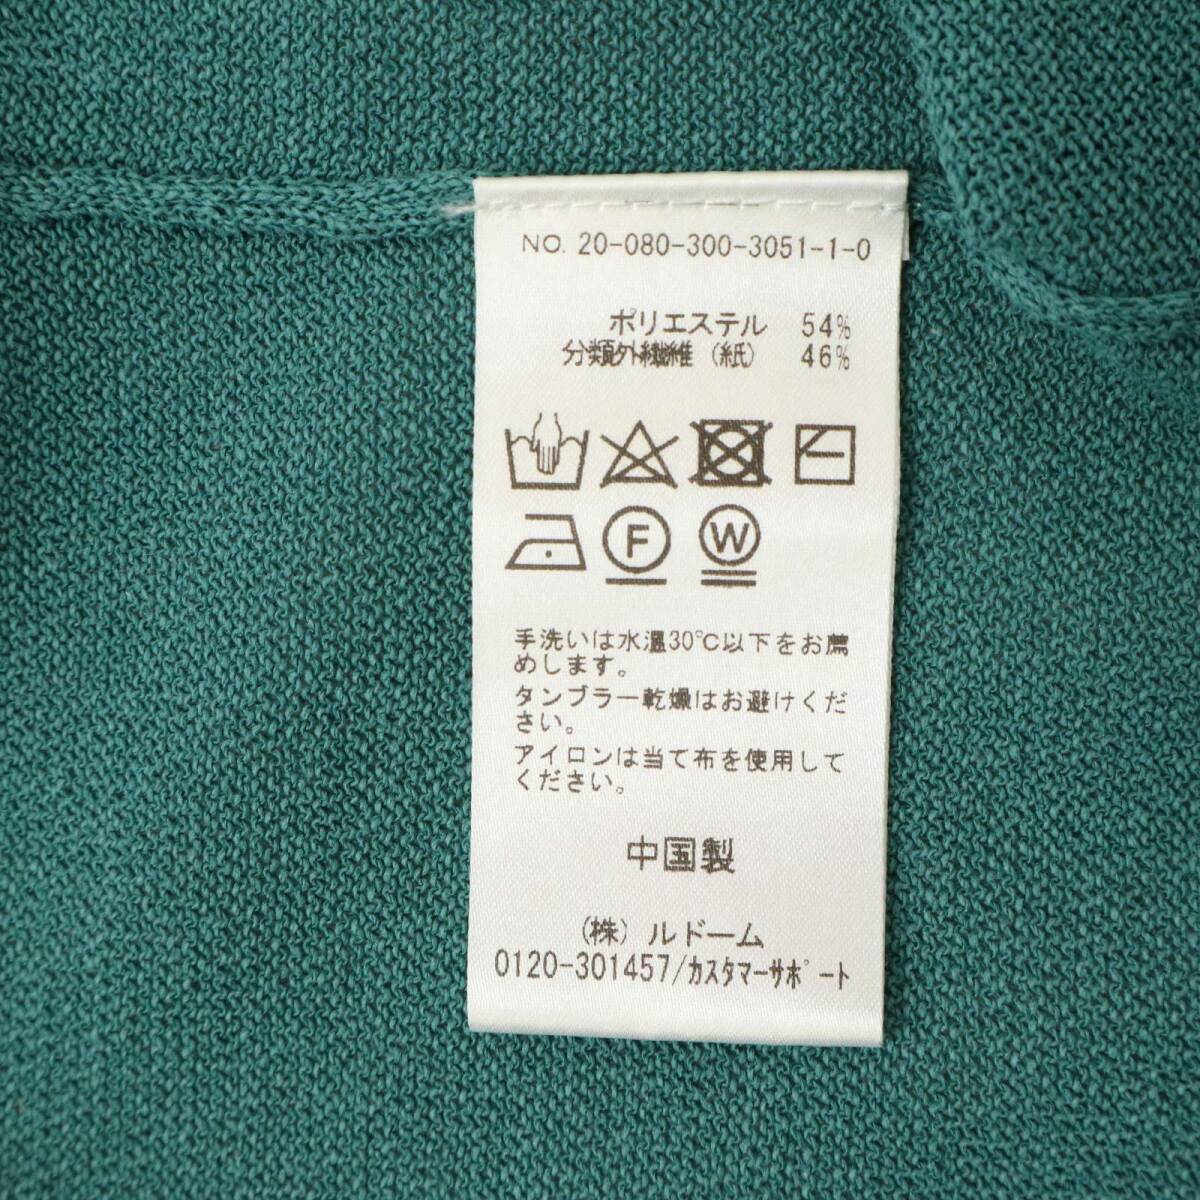 NO. 20-080-300-3051-1-0
ポリエステル 54%
分類外繊維 (紙) 46%
F
W
手洗いは水温30℃以下をお薦
めします。
タンブラー乾燥はお避けくだ
さい。
アイロンは当て布を使用して
ください。
中国製
(株) ルドーム
0120-301457/ｶｽﾀﾏｰｻﾎﾟｰﾄ